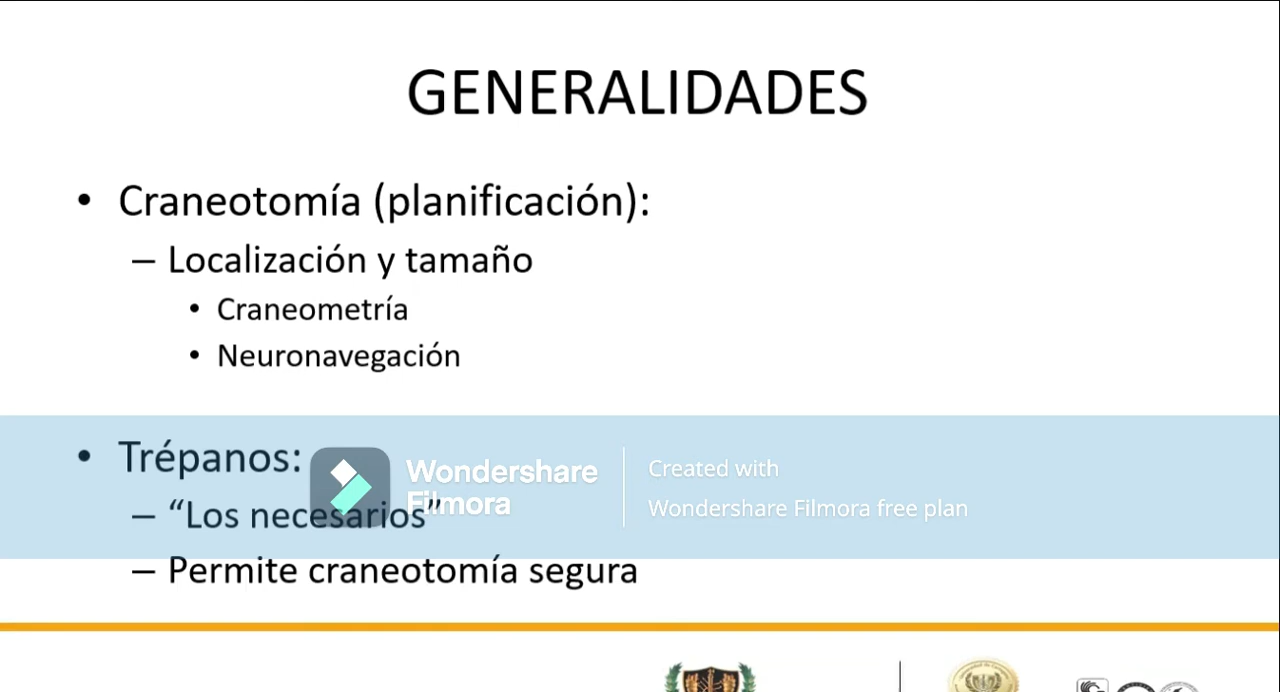 GENERALIDADES
• Craneotomía (planificación):
– Localización y tamaño
• Craneometría
• Neuronavegación
• Trépanos:
– “Los necesarios”
– Permite craneotomía segura
Wondershare
Filmora
Created with
Wondershare Filmora free plan